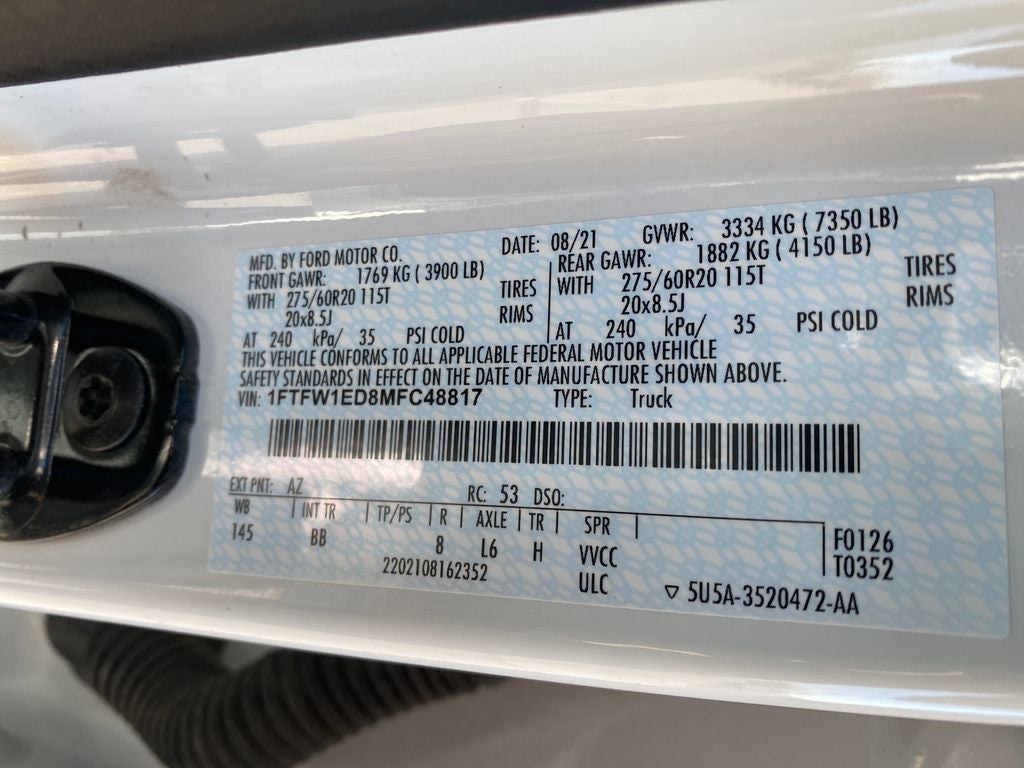 MFD. BY FORD MOTOR CO. DATE: 08/21 GVWR: 3334 KG ( 7350 LB)
FRONT GAWR: 1769 KG ( 3900 LB) REAR GAWR: 1882 KG ( 4150 LB)
WITH 275/60R20 115T TIRES WITH 275/60R20 115T TIRES
20x8.5J RIMS 20x8.5J RIMS
AT 240 kPa/ 35 PSI COLD AT 240 kPa/ 35 PSI COLD
THIS VEHICLE CONFORMS TO ALL APPLICABLE FEDERAL MOTOR VEHICLE
SAFETY STANDARDS IN EFFECT ON THE DATE OF MANUFACTURE SHOWN ABOVE.
VIN: 1FTFW1ED8MFC48817 TYPE: Truck
EXT PNT: AZ RC: 53 DSO:
WB INT TR TP/PS R AXLE TR SPR
145 BB 8 L6 H VVCC F0126
2202108162352 ULC T0352
▽ 5U5A-3520472-AA